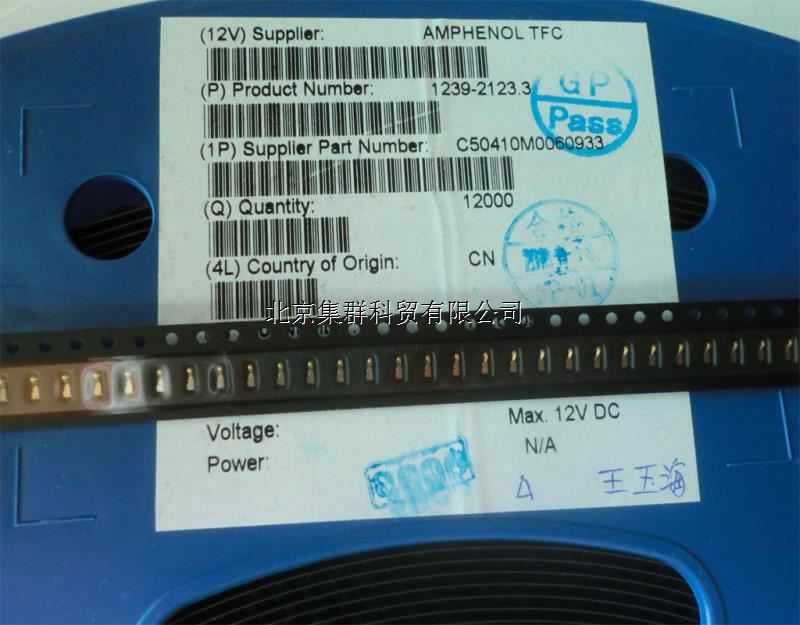 (12V) Supplier: AMPHENOL TFC
(P) Product Number: 1239-2123.3
GP
Pass
(1P) Supplier Part Number: C50410M0060933
(Q) Quantity: 12000
合格
(4L) Country of Origin: CN
北京集群科贸有限公司
Voltage: Max. 12V DC
Power: N/A
王玉海